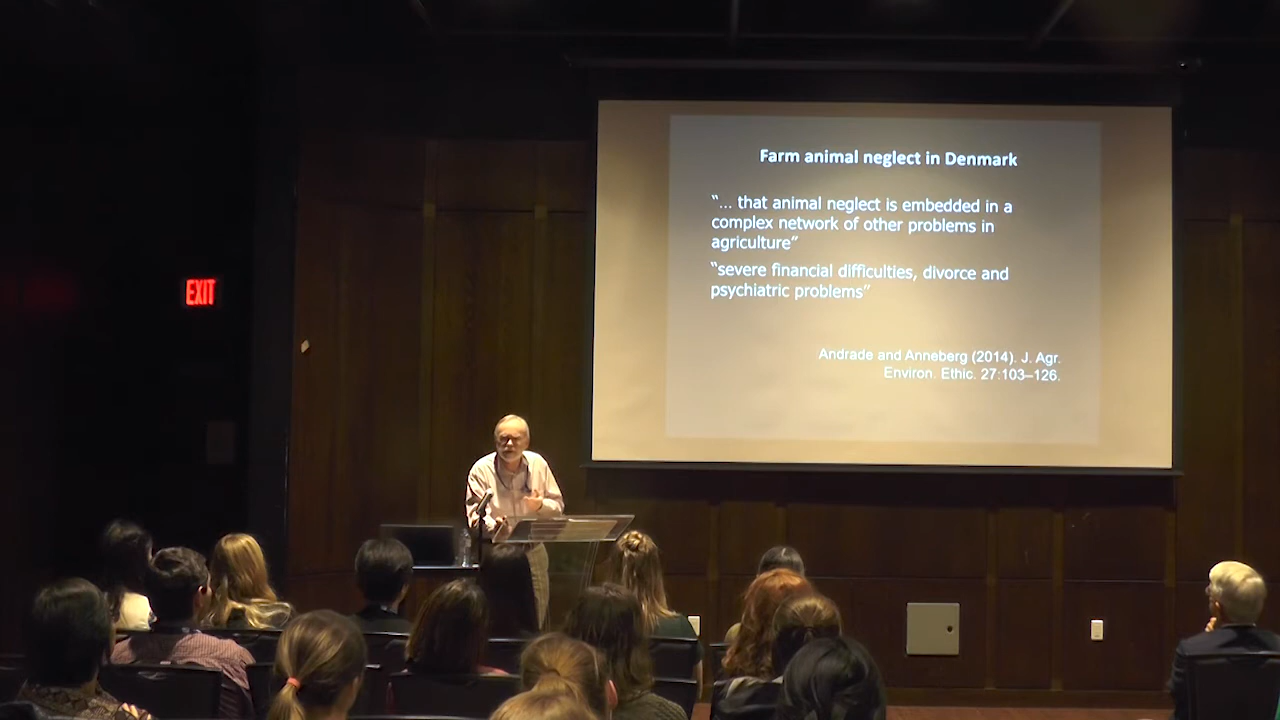 EXIT
Farm animal neglect in Denmark
“... that animal neglect is embedded in a
complex network of other problems in
agriculture”
“severe financial difficulties, divorce and
psychiatric problems”
Andrade and Anneberg (2014). J. Agr.
Environ. Ethic. 27:103–126.